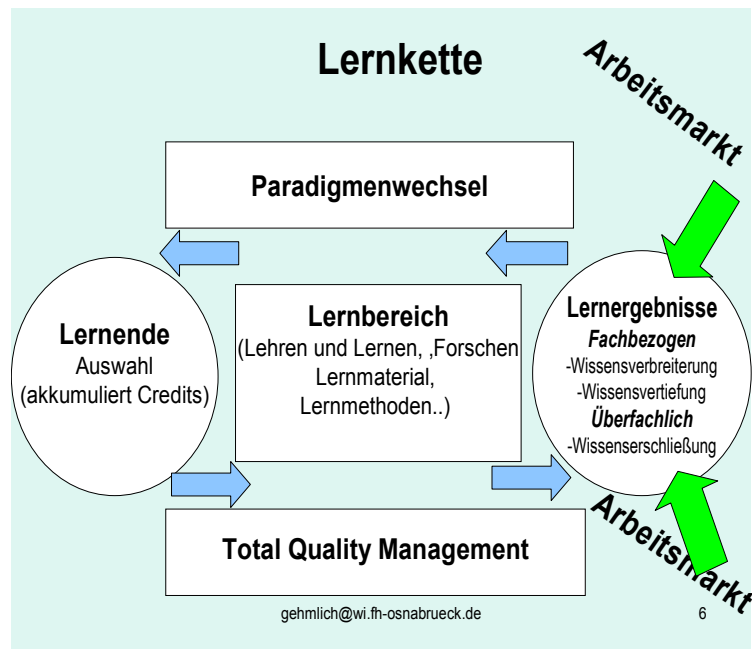 Lernkette
Arbeitsmarkt
Paradigmenwechsel
Lernende
Auswahl
(akkumuliert Credits)
Lernbereich
(Lehren und Lernen, ,Forschen
Lernmaterial,
Lernmethoden..)
Lernergebnisse
Fachbezogen
-Wissensverbreiterung
-Wissensvertiefung
Überfachlich
-Wissenserschließung
Total Quality Management
Arbeitsmarkt
gehmlich@wi.fh-osnabrueck.de
6